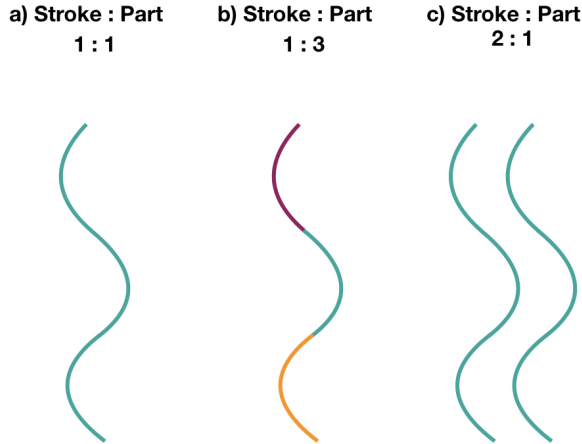 a) Stroke : Part
1 : 1
b) Stroke : Part
1 : 3
c) Stroke : Part
2 : 1